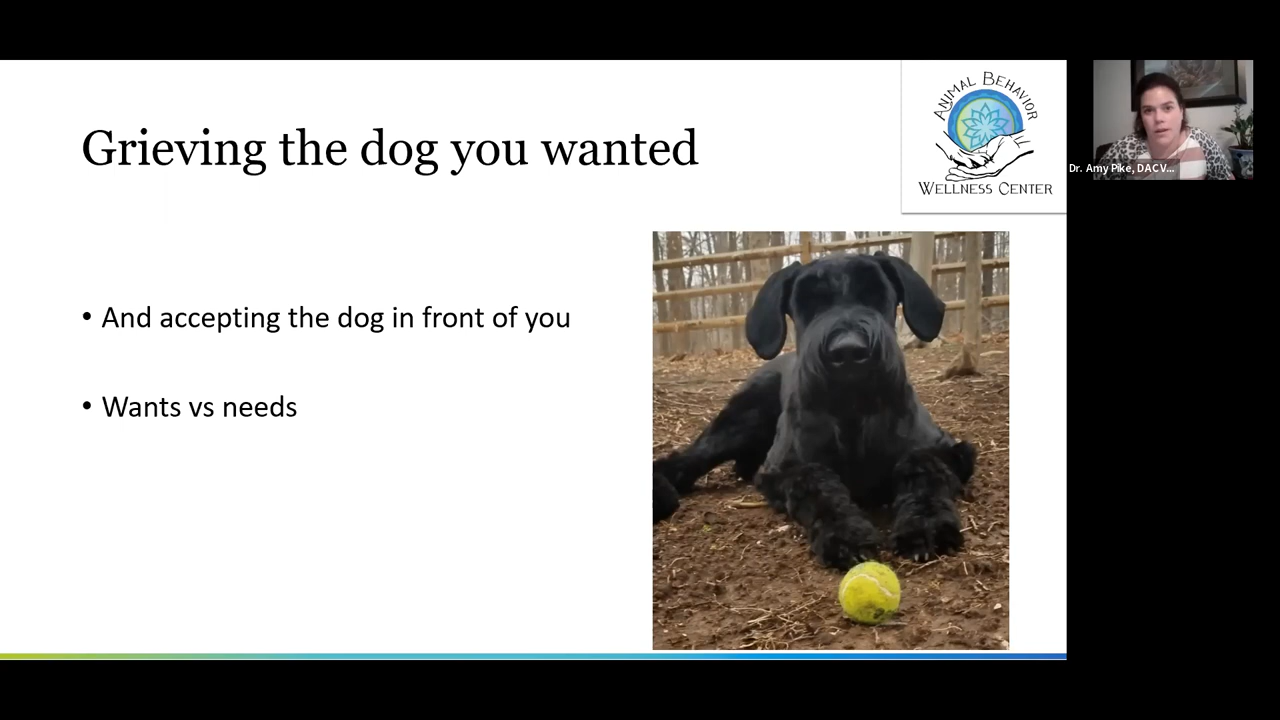 ANIMAL BEHAVIOR
WELLNESS CENTER
Dr. Amy Pike, DACV...
Grieving the dog you wanted
• And accepting the dog in front of you
• Wants vs needs